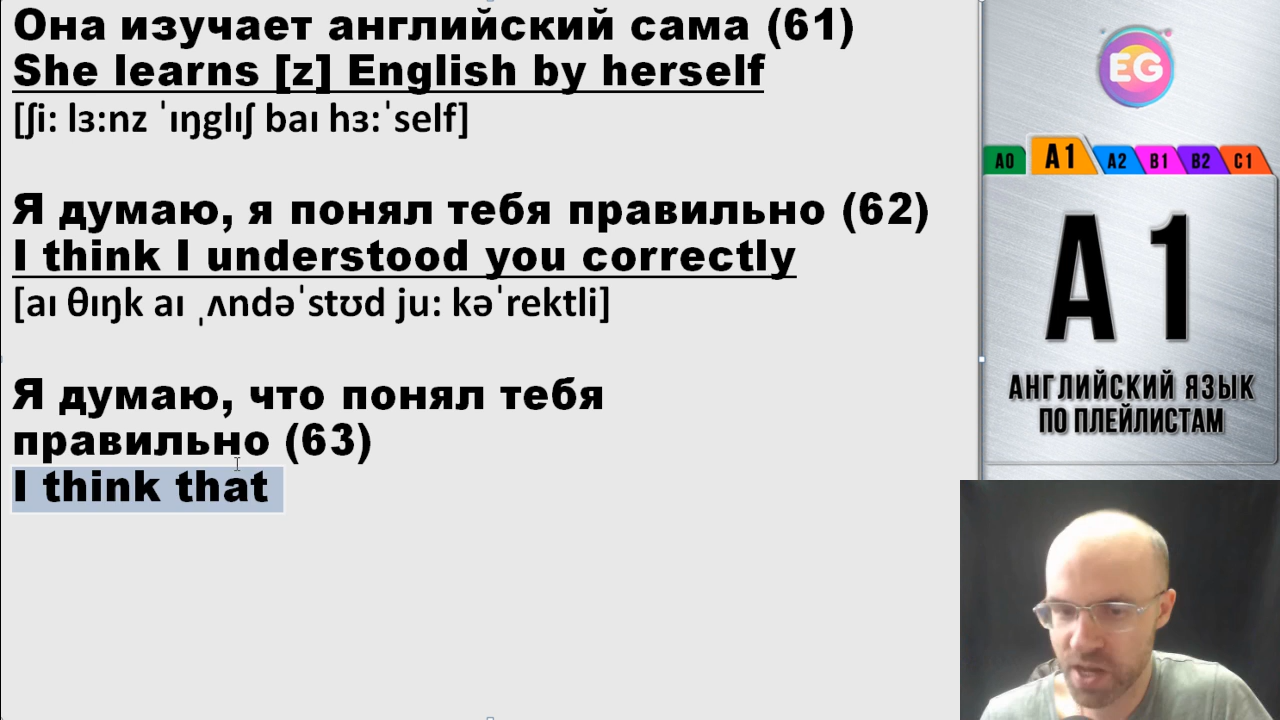 Она изучает английский сама (61)
She learns [z] English by herself
[ʃi: lɜ:nz ˈɪŋglɪʃ baɪ hɜ:ˈself]
Я думаю, я понял тебя правильно (62)
I think I understood you correctly
[aɪ θɪŋk aɪ ˌʌndəˈstʊd ju: kəˈrektli]
Я думаю, что понял тебя
правильно (63)
I think that
EG
A0 A1 A2 B1 B2 C1
A1
АНГЛИЙСКИЙ ЯЗЫК
ПО ПЛЕЙЛИСТАМ